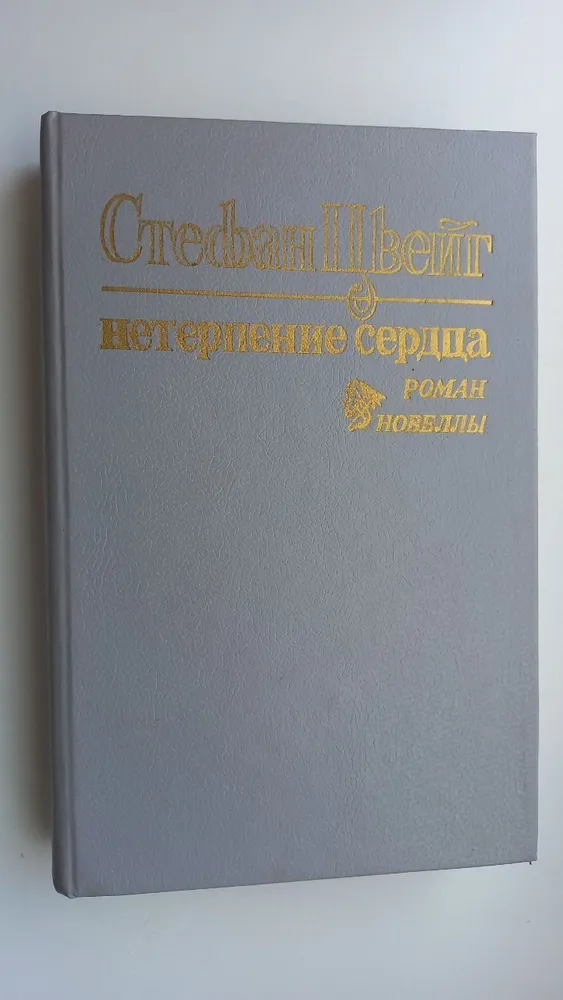 Стефан Цвейг
нетерпение сердца
РОМАН
НОВЕЛЛЫ